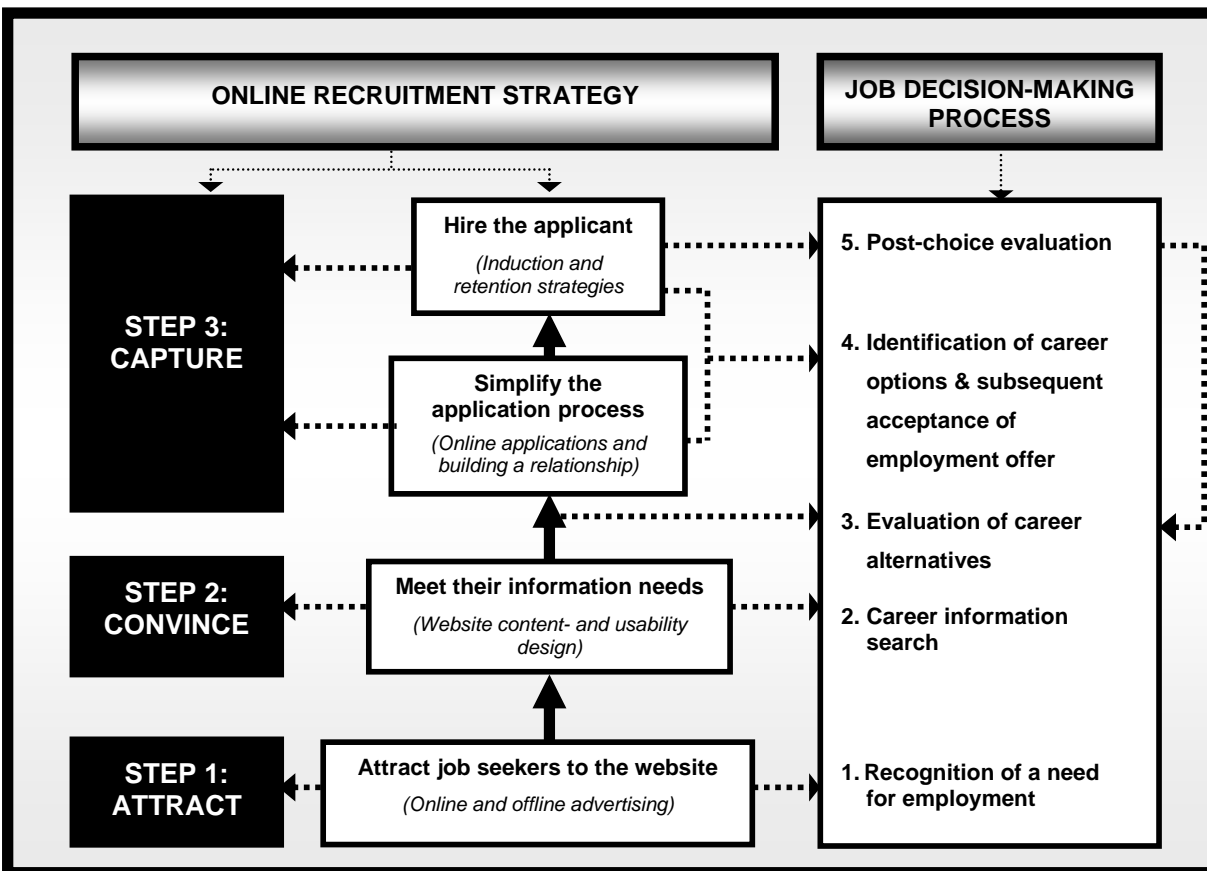 ONLINE RECRUITMENT STRATEGY
JOB DECISION-MAKING
PROCESS
STEP 3:
CAPTURE
Hire the applicant
(Induction and
retention strategies
Simplify the
application process
(Online applications and
building a relationship)
STEP 2:
CONVINCE
Meet their information needs
(Website content- and usability
design)
STEP 1:
ATTRACT
Attract job seekers to the website
(Online and offline advertising)
5. Post-choice evaluation
4. Identification of career
options & subsequent
acceptance of
employment offer
3. Evaluation of career
alternatives
2. Career information
search
1. Recognition of a need
for employment